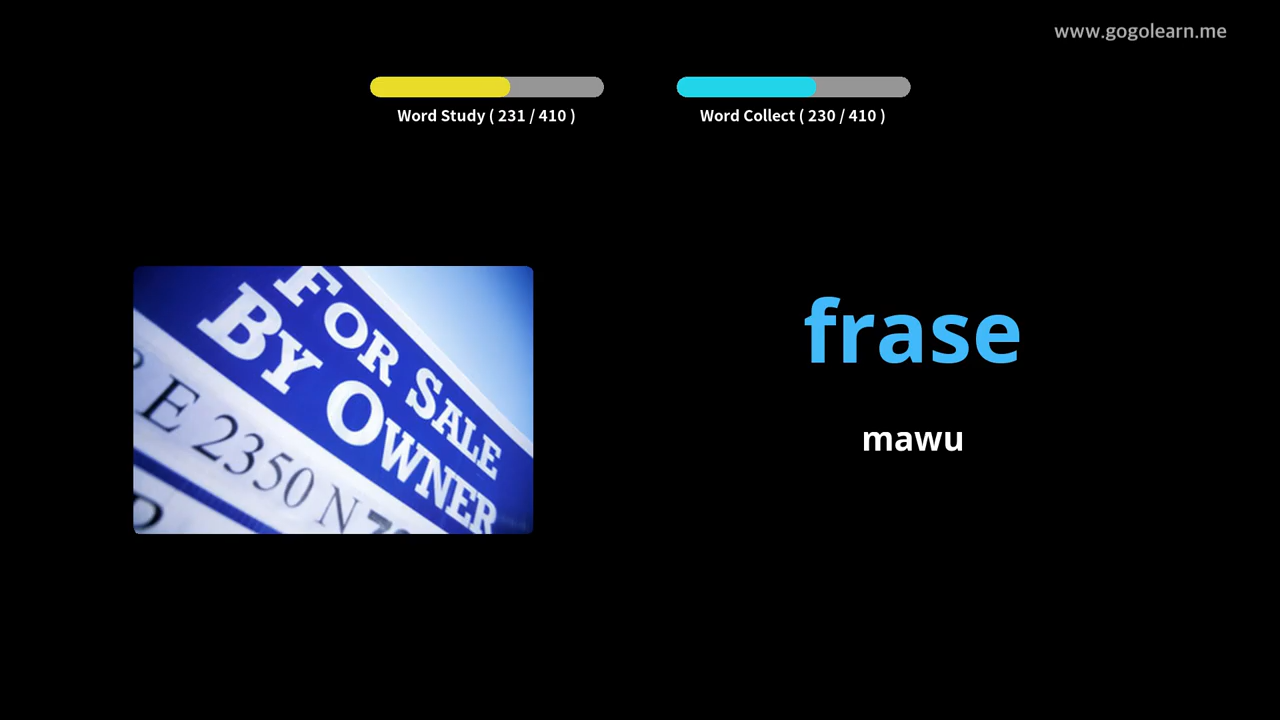 www.gogolearn.me
Word Study ( 231 / 410 )
Word Collect ( 230 / 410 )
FOR SALE
BY OWNER
E 2350 N
frase
mawu